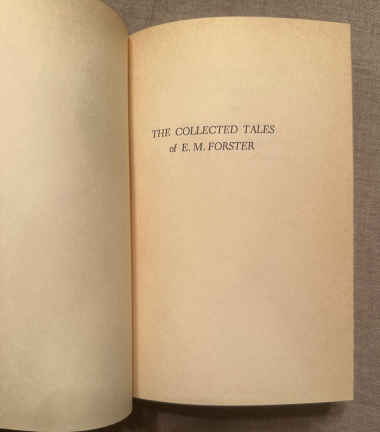 THE COLLECTED TALES
of E. M. FORSTER